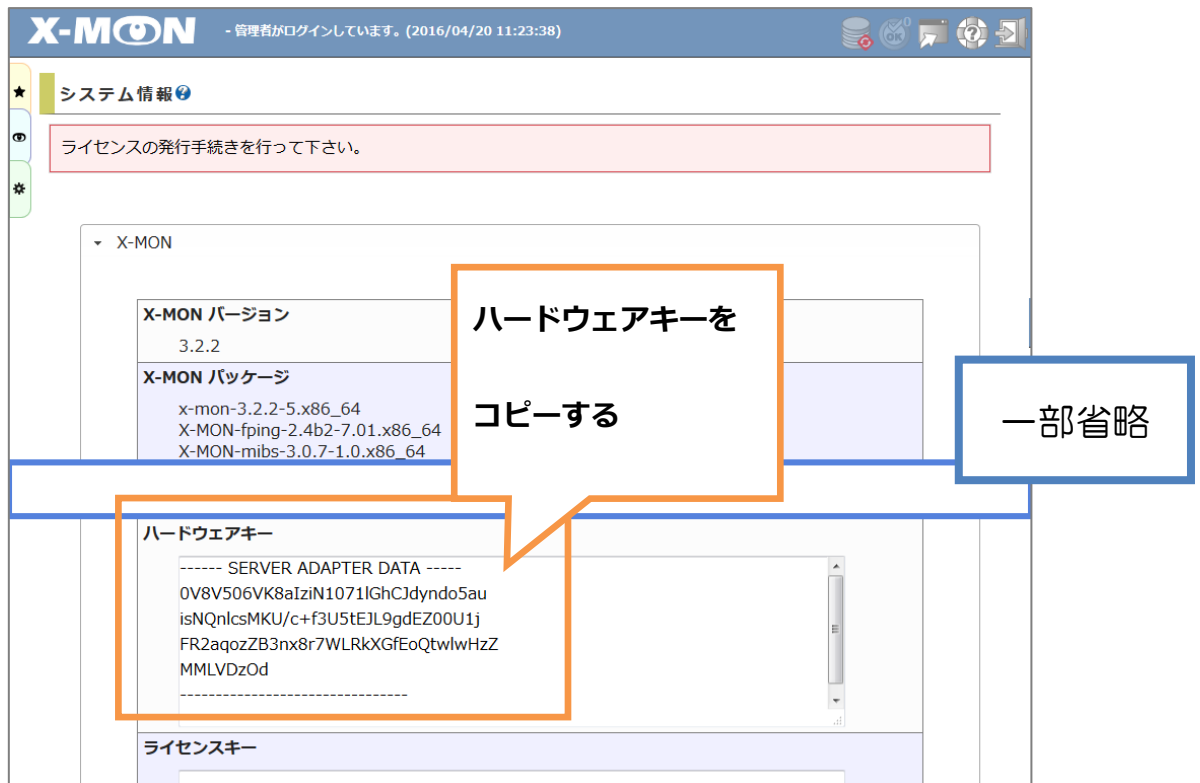 X-MON - 管理者がログインしています。(2016/04/20 11:23:38)
システム情報
ライセンスの発行手続きを行って下さい。
X-MON
X-MON バージョン
3.2.2
X-MON パッケージ
x-mon-3.2.2-5.x86_64
X-MON-fping-2.4b2-7.01.x86_64
X-MON-mibs-3.0.7-1.0.x86_64
ハードウェアキーを
コピーする
一部省略
ハードウェアキー
------ SERVER ADAPTER DATA -----
0V8V506VK8aIziN1071lGhCJdyndo5au
isNQnlcsMKU/c+f3U5tEJL9gdEZ00U1j
FR2aqozZB3nx8r7WLRkXGfEoQtwlwHzZ
MMLVDzOd
--------------------------------
ライセンスキー